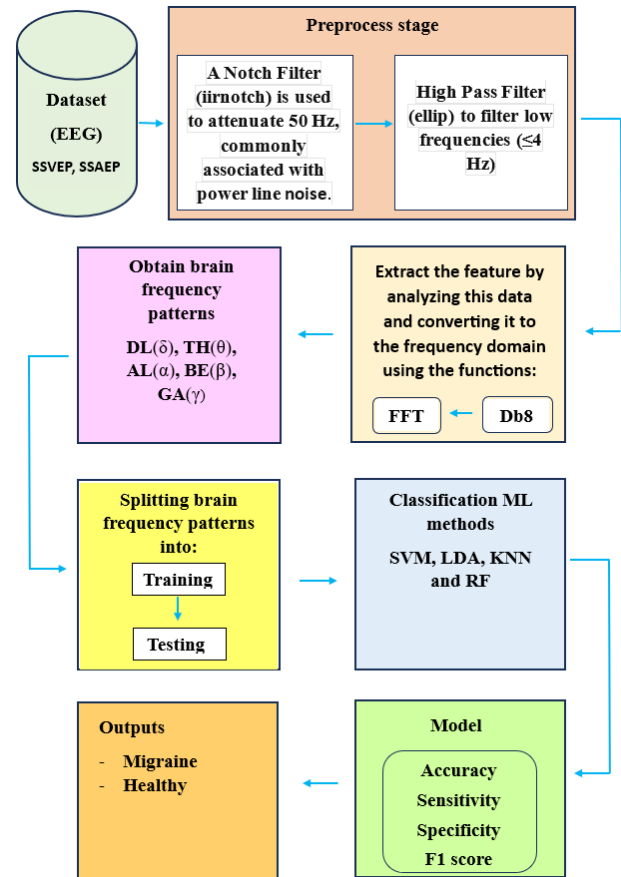 Preprocess stage
Dataset
(EEG)
SSVEP, SSAEP
A Notch Filter
(iirnotch) is used
to attenuate 50 Hz,
commonly
associated with
power line noise.
High Pass Filter
(ellip) to filter low
frequencies (≤4
Hz)
Extract the feature by
analyzing this data
and converting it to
the frequency domain
using the functions:
FFT
Db8
Obtain brain
frequency
patterns
DL(δ), TH(θ),
AL(α), BE(β),
GA(γ)
Splitting brain
frequency patterns
into:
Training
Testing
Classification ML
methods
SVM, LDA, KNN
and RF
Model
Accuracy
Sensitivity
Specificity
F1 score
Outputs
- Migraine
- Healthy